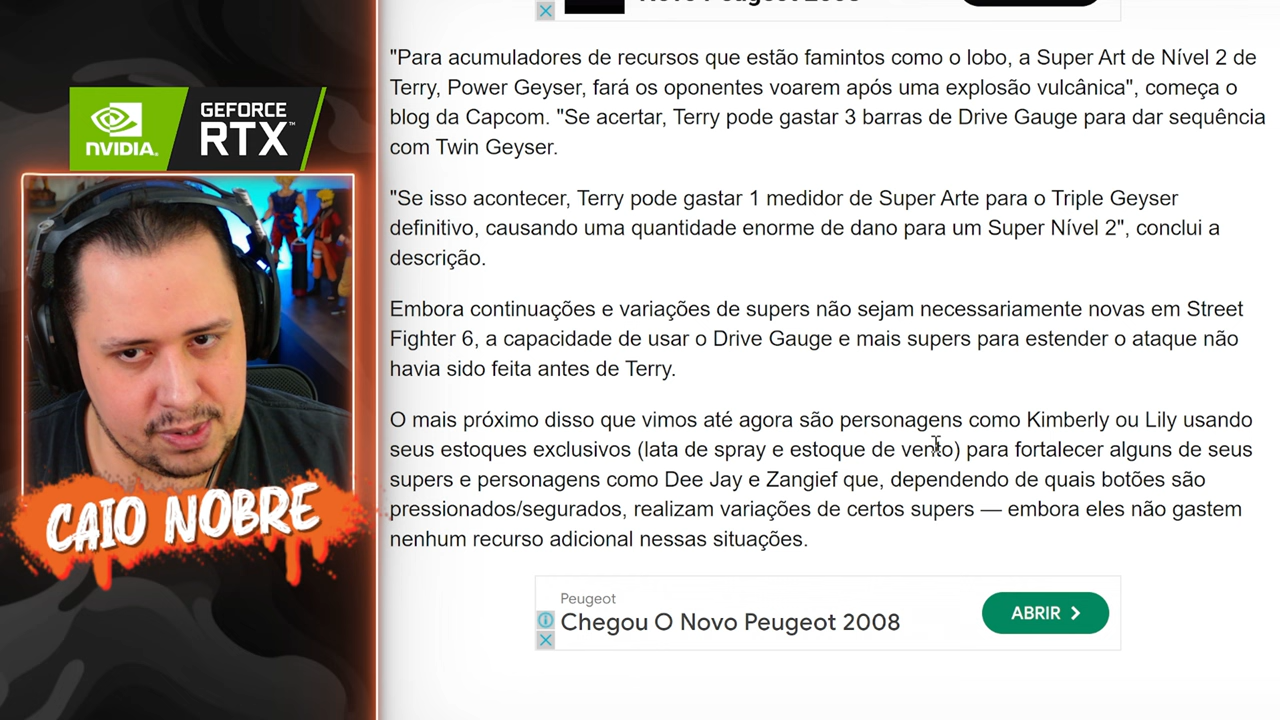 Novo Peugeot 2008
"Para acumuladores de recursos que estão famintos como o lobo, a Super Art de Nível 2 de
Terry, Power Geyser, fará os oponentes voarem após uma explosão vulcânica", começa o
blog da Capcom. "Se acertar, Terry pode gastar 3 barras de Drive Gauge para dar sequência
com Twin Geyser.
"Se isso acontecer, Terry pode gastar 1 medidor de Super Arte para o Triple Geyser
definitivo, causando uma quantidade enorme de dano para um Super Nível 2", conclui a
descrição.
Embora continuações e variações de supers não sejam necessariamente novas em Street
Fighter 6, a capacidade de usar o Drive Gauge e mais supers para estender o ataque não
havia sido feita antes de Terry.
O mais próximo disso que vimos até agora são personagens como Kimberly ou Lily usando
seus estoques exclusivos (lata de spray e estoque de vento) para fortalecer alguns de seus
supers e personagens como Dee Jay e Zangief que, dependendo de quais botões são
pressionados/segurados, realizam variações de certos supers — embora eles não gastem
nenhum recurso adicional nessas situações.
Peugeot
Chegou O Novo Peugeot 2008
ABRIR
NVIDIA.
GEFORCE
RTX™
CAIO NOBRE